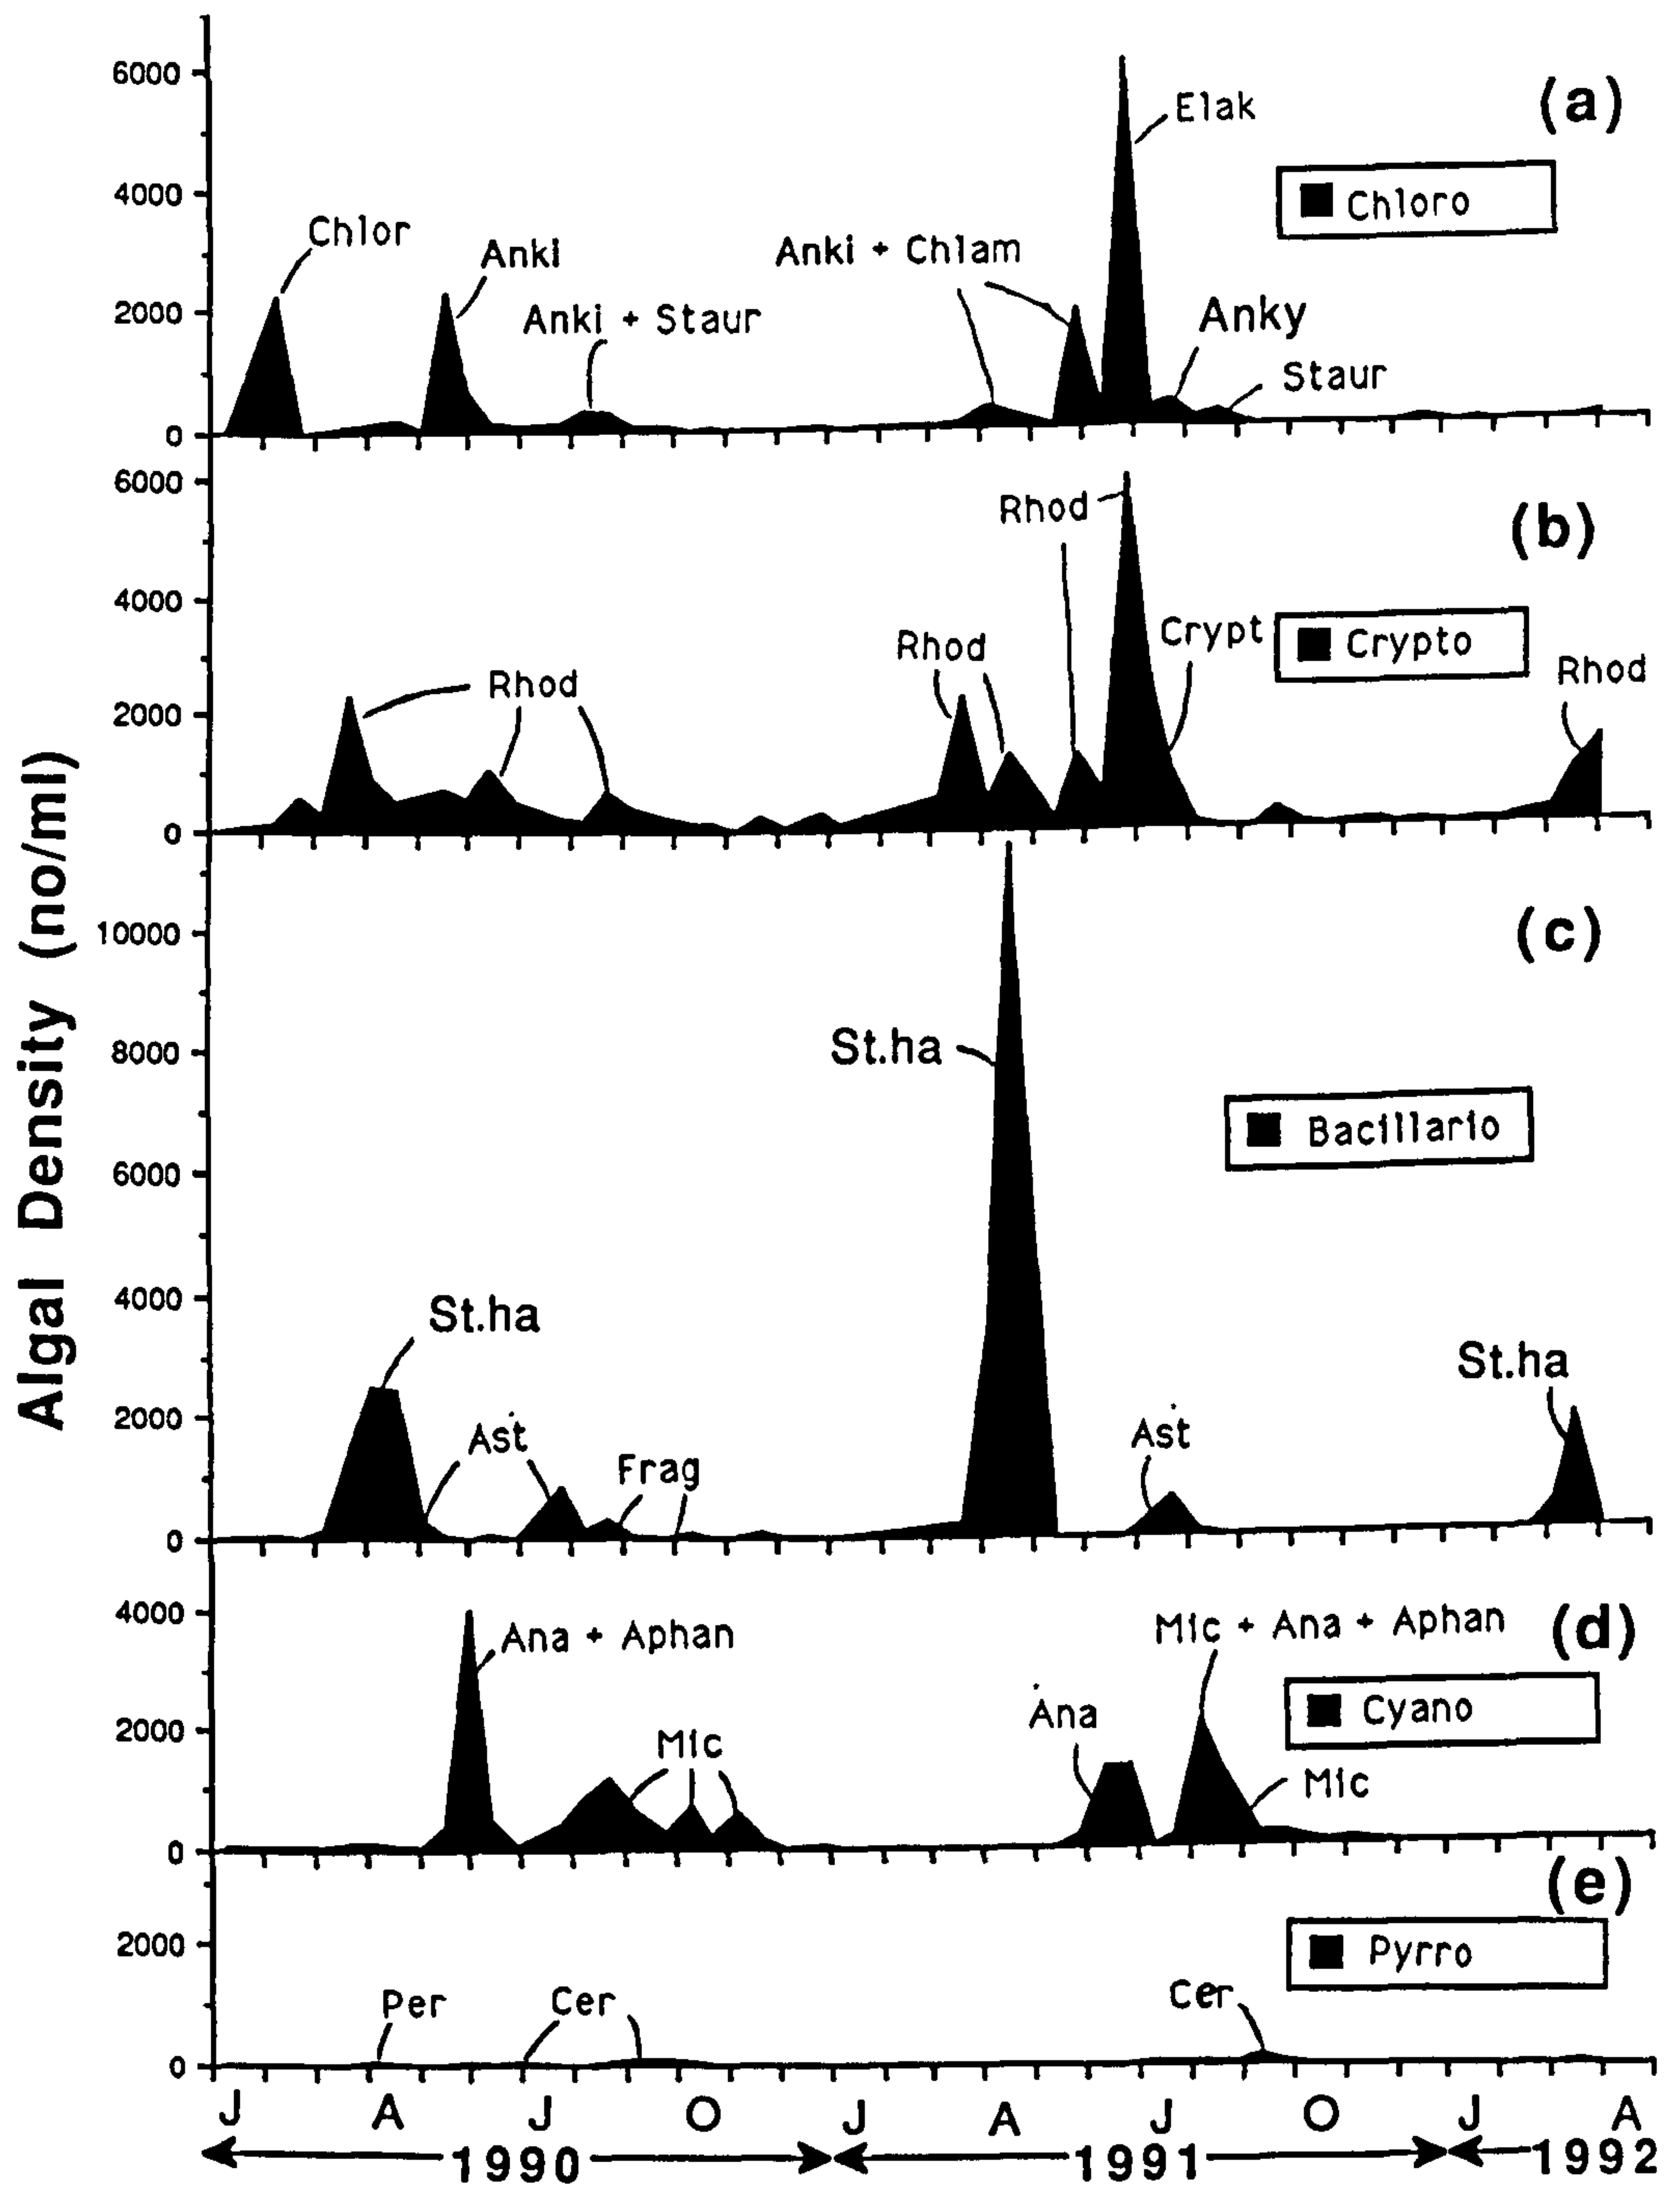 Algal Density (no/ml)
(a)
6000
4000
2000
0
Chlor
Anki
Anki + Staur
Anki + Chlam
Elak
Anky
Staur
Chloro
(b)
6000
4000
2000
0
Rhod
Rhod
Rhod
Crypt
Rhod
Crypto
(c)
10000
8000
6000
4000
2000
0
St.ha
Ast
Frag
St.ha
Ast
St.ha
Bacillario
(d)
4000
2000
0
Ana + Aphan
Mic
Ana
Mic + Ana + Aphan
Mic
Cyano
(e)
2000
0
Per
Cer
Cer
Pyrro
J A J O J A J O J A
1990 1991 1992